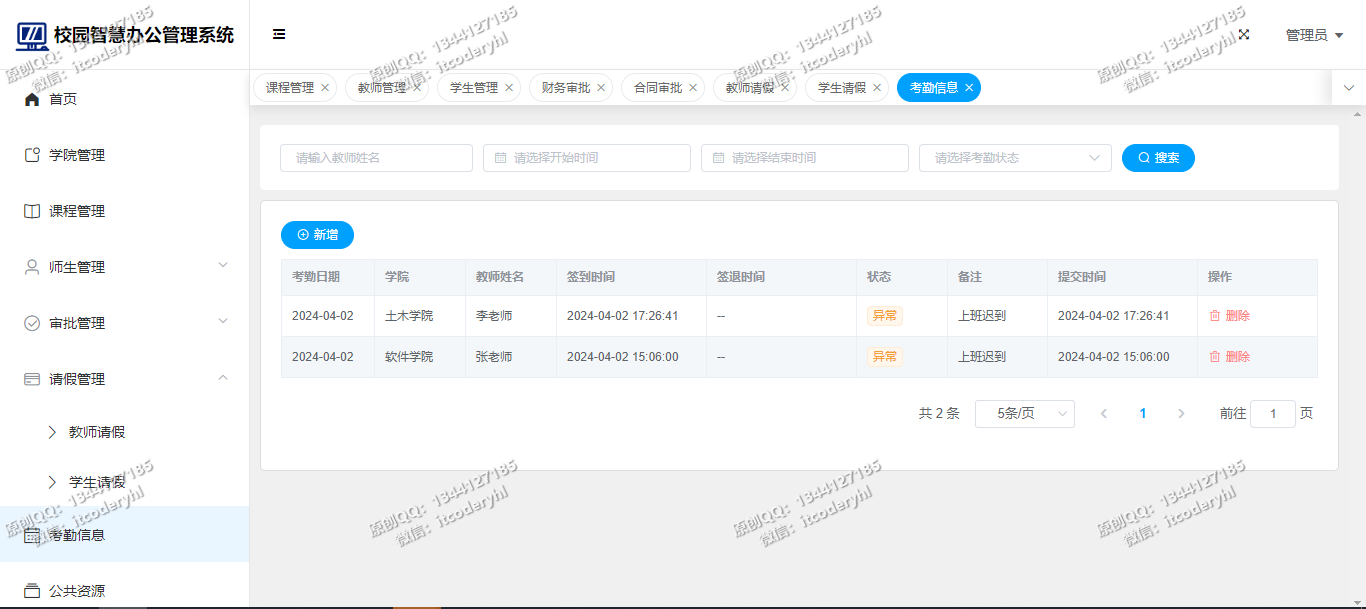 校园智慧办公管理系统
管理员
首页
学院管理
课程管理
师生管理
审批管理
请假管理
教师请假
学生请假
考勤信息
公共资源
课程管理 × 教师管理 × 学生管理 × 财务审批 × 合同审批 × 教师请假 × 学生请假 × 考勤信息 ×
请输入教师姓名 请选择开始时间 请选择结束时间 请选择考勤状态 搜索
新增
考勤日期 学院 教师姓名 签到时间 签退时间 状态 备注 提交时间 操作
2024-04-02 土木学院 李老师 2024-04-02 17:26:41 -- 异常 上班迟到 2024-04-02 17:26:41 删除
2024-04-02 软件学院 张老师 2024-04-02 15:06:00 -- 异常 上班迟到 2024-04-02 15:06:00 删除
共 2 条 5条/页 1 前往 1 页
原创QQ：1344127185
微信：itcoderyhl
原创QQ：1344127185
微信：itcoderyhl
原创QQ：1344127185
微信：itcoderyhl
原创QQ：1344127185
微信：itcoderyhl
原创QQ：1344127185
微信：itcoderyhl
原创QQ：1344127185
微信：itcoderyhl
原创QQ：1344127185
微信：itcoderyhl
原创QQ：1344127185
微信：itcoderyhl